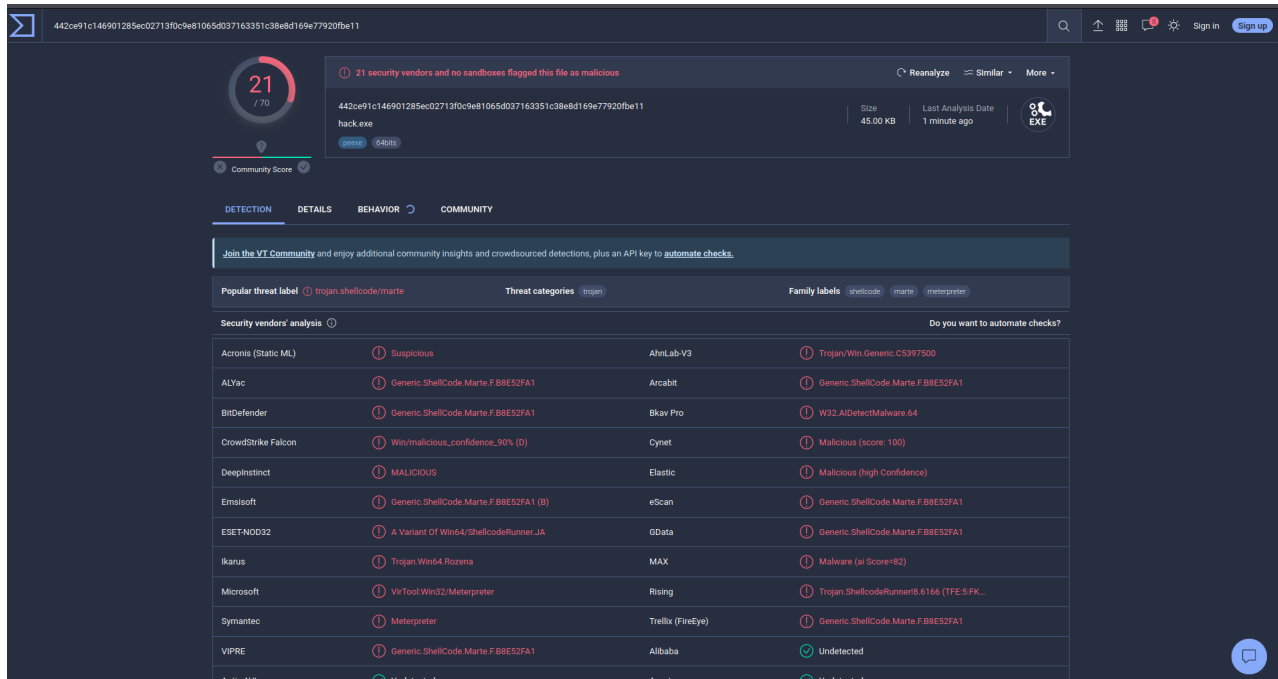 442ce91c146901285ec02713f0c9e81065d037163351c38e8d169e77920fbe11
Sign in
Sign up
21
/ 70
Community Score
21 security vendors and no sandboxes flagged this file as malicious
Reanalyze
Similar
More
442ce91c146901285ec02713f0c9e81065d037163351c38e8d169e77920fbe11
hack.exe
peexe
64bits
Size
45.00 KB
Last Analysis Date
1 minute ago
EXE
DETECTION
DETAILS
BEHAVIOR
COMMUNITY
Join the VT Community and enjoy additional community insights and crowdsourced detections, plus an API key to automate checks.
Popular threat label trojan.shellcode/marte
Threat categories trojan
Family labels shellcode marte meterpreter
Security vendors' analysis
Do you want to automate checks?
Acronis (Static ML) Suspicious AhnLab-V3 Trojan/Win.Generic.C5397500
ALYac Generic.ShellCode.Marte.F.B8E52FA1 Arcabit Generic.ShellCode.Marte.F.B8E52FA1
BitDefender Generic.ShellCode.Marte.F.B8E52FA1 Bkav Pro W32.AIDetectMalware.64
CrowdStrike Falcon Win/malicious_confidence_90% (D) Cynet Malicious (score: 100)
DeepInstinct MALICIOUS Elastic Malicious (high Confidence)
Emsisoft Generic.ShellCode.Marte.F.B8E52FA1 (B) eScan Generic.ShellCode.Marte.F.B8E52FA1
ESET-NOD32 A Variant Of Win64/ShellcodeRunner.JA GData Generic.ShellCode.Marte.F.B8E52FA1
Ikarus Trojan.Win64.Rozena MAX Malware (ai Score=82)
Microsoft VirTool:Win32/Meterpreter Rising Trojan.ShellcodeRunner!8.6166 (TFE:5:FK...
Symantec Meterpreter Trellix (FireEye) Generic.ShellCode.Marte.F.B8E52FA1
VIPRE Generic.ShellCode.Marte.F.B8E52FA1 Alibaba Undetected